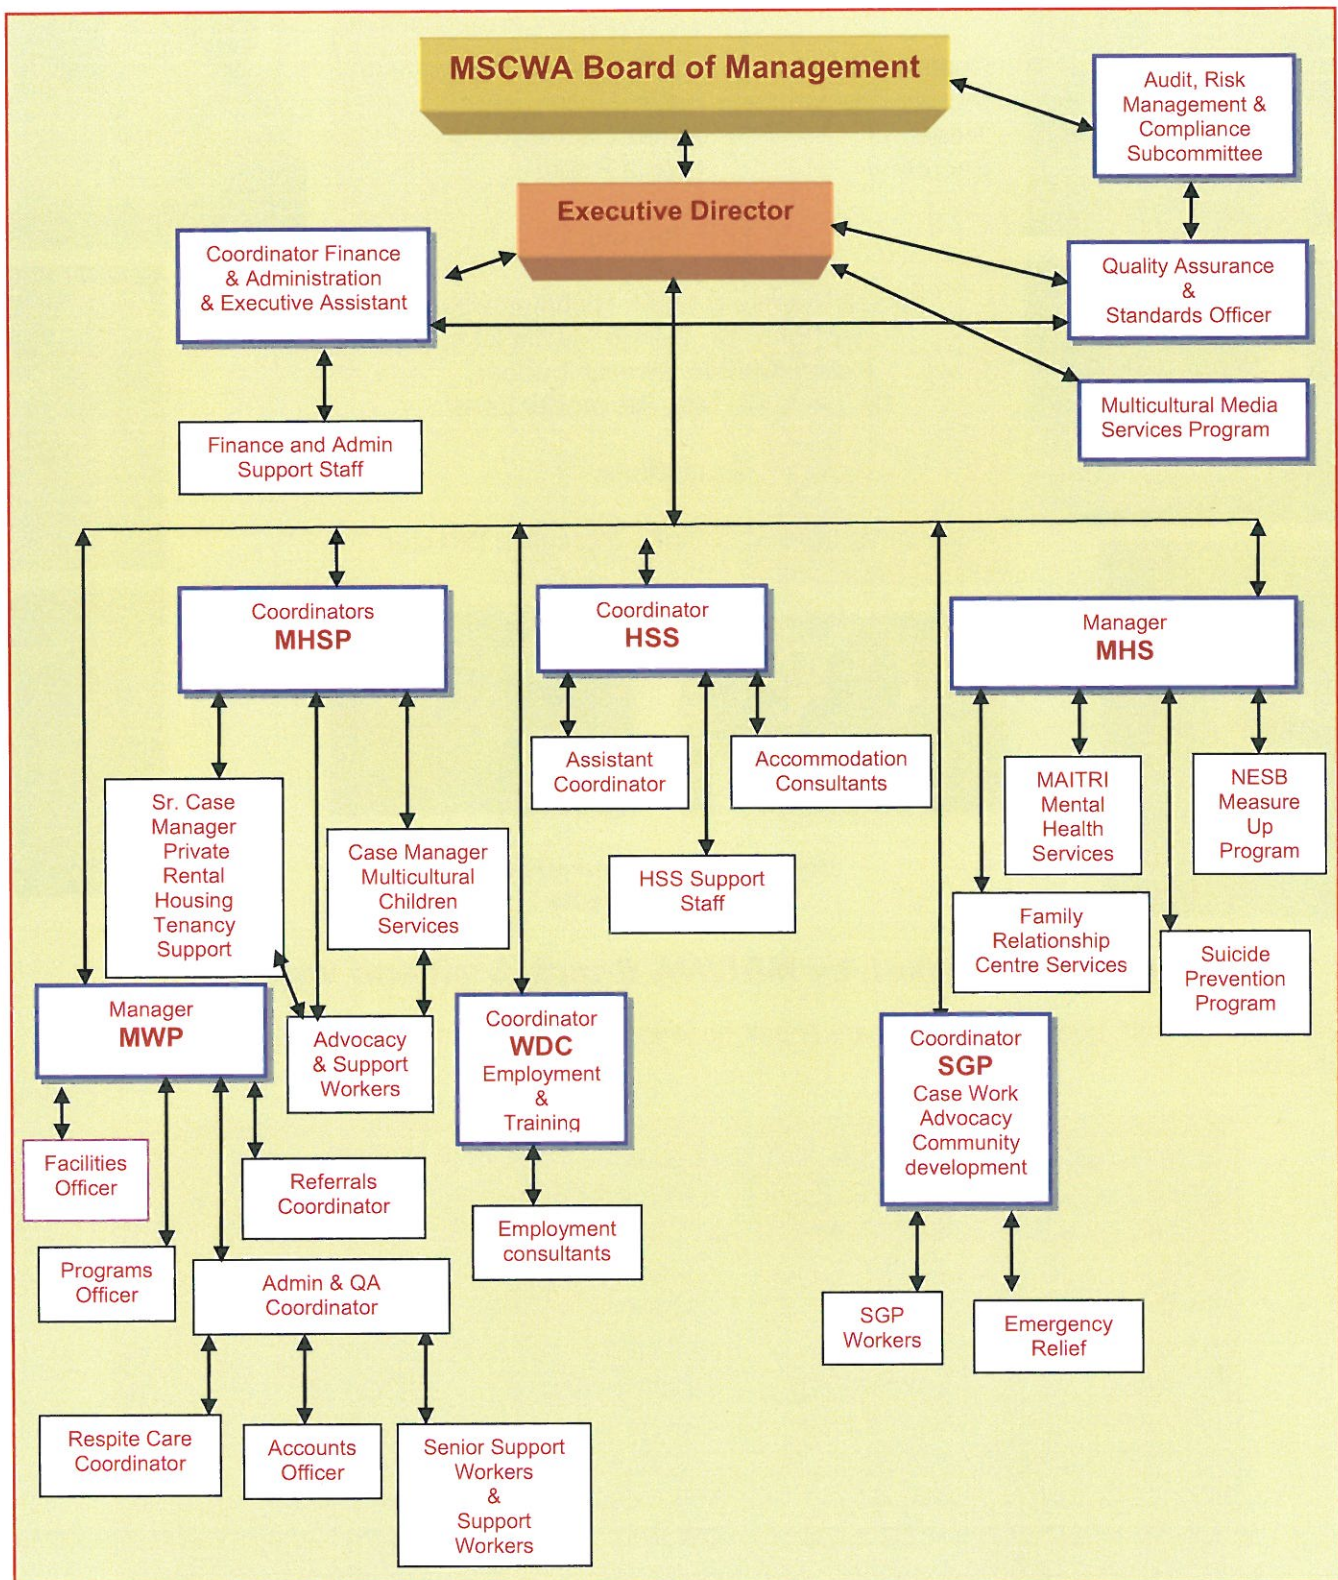 MSCWA Board of Management
Audit, Risk
Management &
Compliance
Subcommittee
Executive Director
Coordinator Finance
& Administration
& Executive Assistant
Quality Assurance
&
Standards Officer
Multicultural Media
Services Program
Finance and Admin
Support Staff
Coordinators
MHSP
Coordinator
HSS
Manager
MHS
Assistant
Coordinator
Accommodation
Consultants
MAITRI
Mental
Health
Services
NESB
Measure
Up
Program
Sr. Case
Manager
Private
Rental
Housing
Tenancy
Support
Case Manager
Multicultural
Children
Services
HSS Support
Staff
Family
Relationship
Centre Services
Suicide
Prevention
Program
Manager
MWP
Advocacy
& Support
Workers
Coordinator
WDC
Employment
&
Training
Coordinator
SGP
Case Work
Advocacy
Community
development
Facilities
Officer
Referrals
Coordinator
Employment
consultants
Programs
Officer
Admin & QA
Coordinator
SGP
Workers
Emergency
Relief
Respite Care
Coordinator
Accounts
Officer
Senior Support
Workers
&
Support
Workers